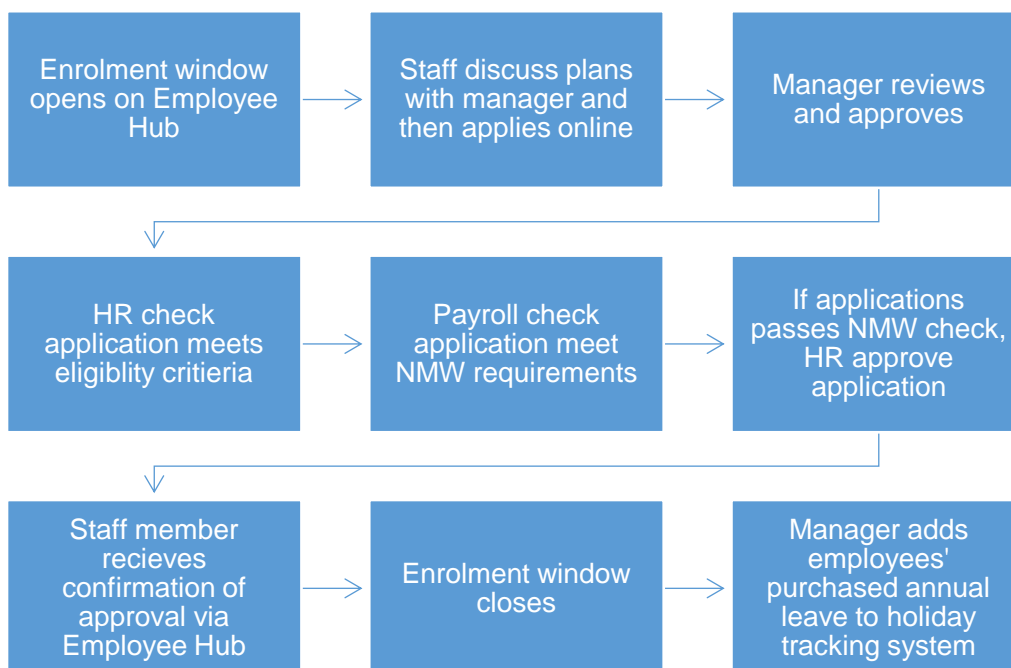 Enrolment window
opens on Employee
Hub
Staff discuss plans
with manager and
then applies online
Manager reviews
and approves
HR check
application meets
eligiblity critieria
Payroll check
application meet
NMW requirements
If applications
passes NMW check,
HR approve
application
Staff member
recieves
confirmation of
approval via
Employee Hub
Enrolment window
closes
Manager adds
employees'
purchased annual
leave to holiday
tracking system